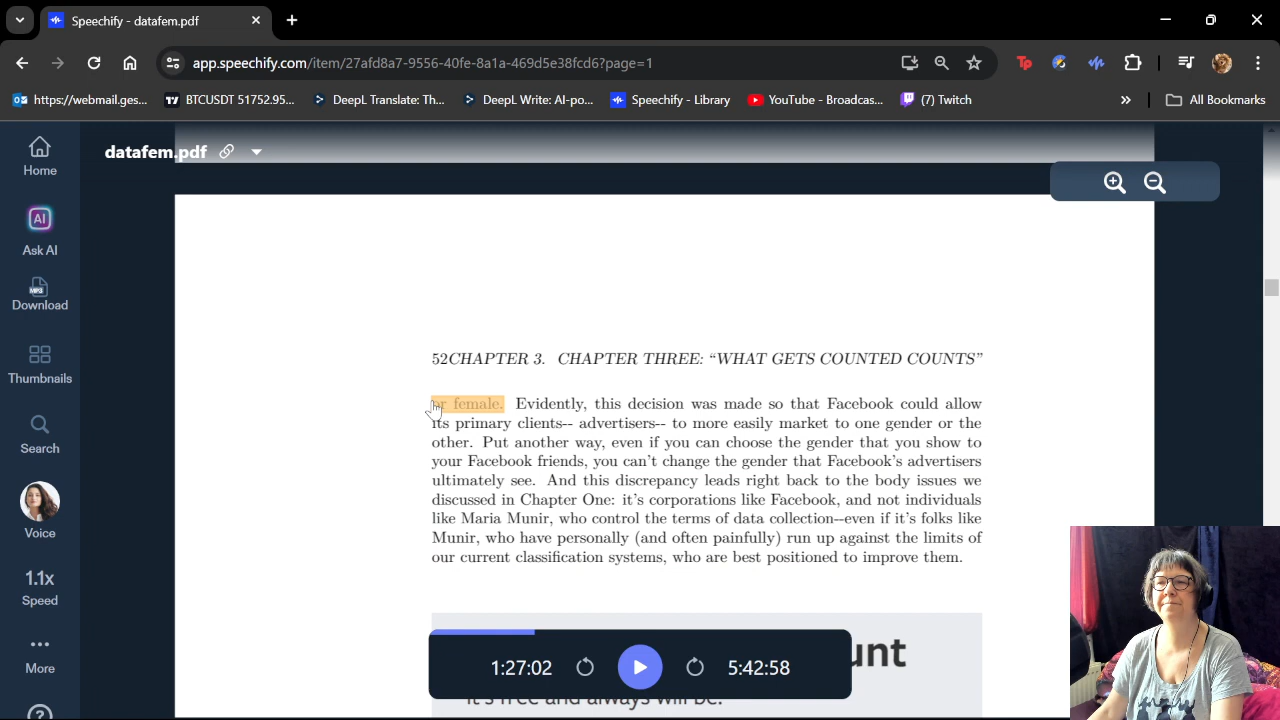 Speechify - datafem.pdf
app.speechify.com/item/27afd8a7-9556-40fe-8a1a-469d5e38fcd6?page=1
https://webmail.ges...
BTCUSDT 51752.95...
DeepL Translate: Th...
DeepL Write: AI-po...
Speechify - Library
YouTube - Broadcas...
(7) Twitch
All Bookmarks
datafem.pdf
Home
AI
Ask AI
MP3
Download
Thumbnails
Search
Voice
1.1x
Speed
More
52CHAPTER 3. CHAPTER THREE: “WHAT GETS COUNTED COUNTS”
or female. Evidently, this decision was made so that Facebook could allow
its primary clients-- advertisers-- to more easily market to one gender or the
other. Put another way, even if you can choose the gender that you show to
your Facebook friends, you can’t change the gender that Facebook’s advertisers
ultimately see. And this discrepancy leads right back to the body issues we
discussed in Chapter One: it’s corporations like Facebook, and not individuals
like Maria Munir, who control the terms of data collection--even if it’s folks like
Munir, who have personally (and often painfully) run up against the limits of
our current classification systems, who are best positioned to improve them.
unt
It's free and always will be.
1:27:02
5:42:58